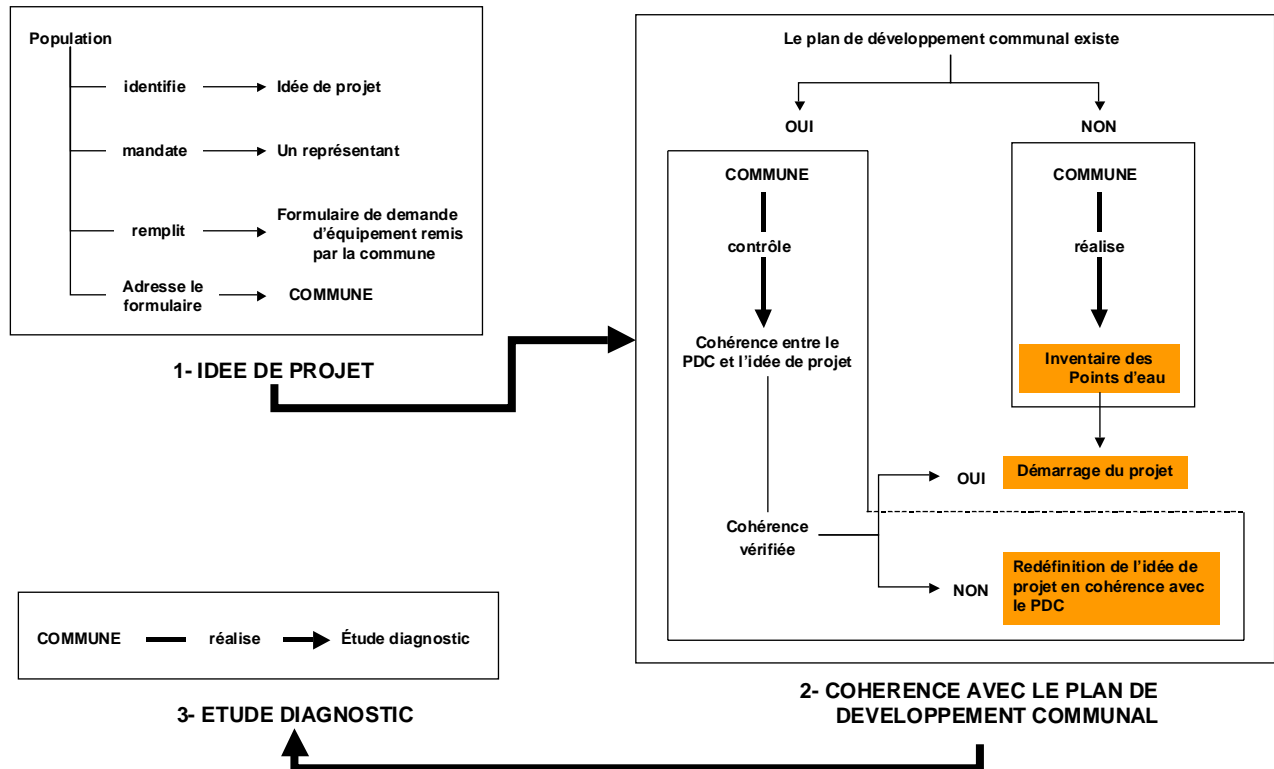 Population
identifie
Idée de projet
mandate
Un représentant
remplit
Formulaire de demande
d'équipement remis
par la commune
Adresse le
formulaire
COMMUNE
1- IDEE DE PROJET
Le plan de développement communal existe
OUI
NON
COMMUNE
contrôle
Cohérence entre le
PDC et l'idée de projet
COMMUNE
réalise
Inventaire des
Points d'eau
OUI
Démarrage du projet
Cohérence
vérifiée
NON
Redéfinition de l'idée de
projet en cohérence avec
le PDC
2- COHERENCE AVEC LE PLAN DE
DEVELOPPEMENT COMMUNAL
COMMUNE
réalise
Étude diagnostic
3- ETUDE DIAGNOSTIC